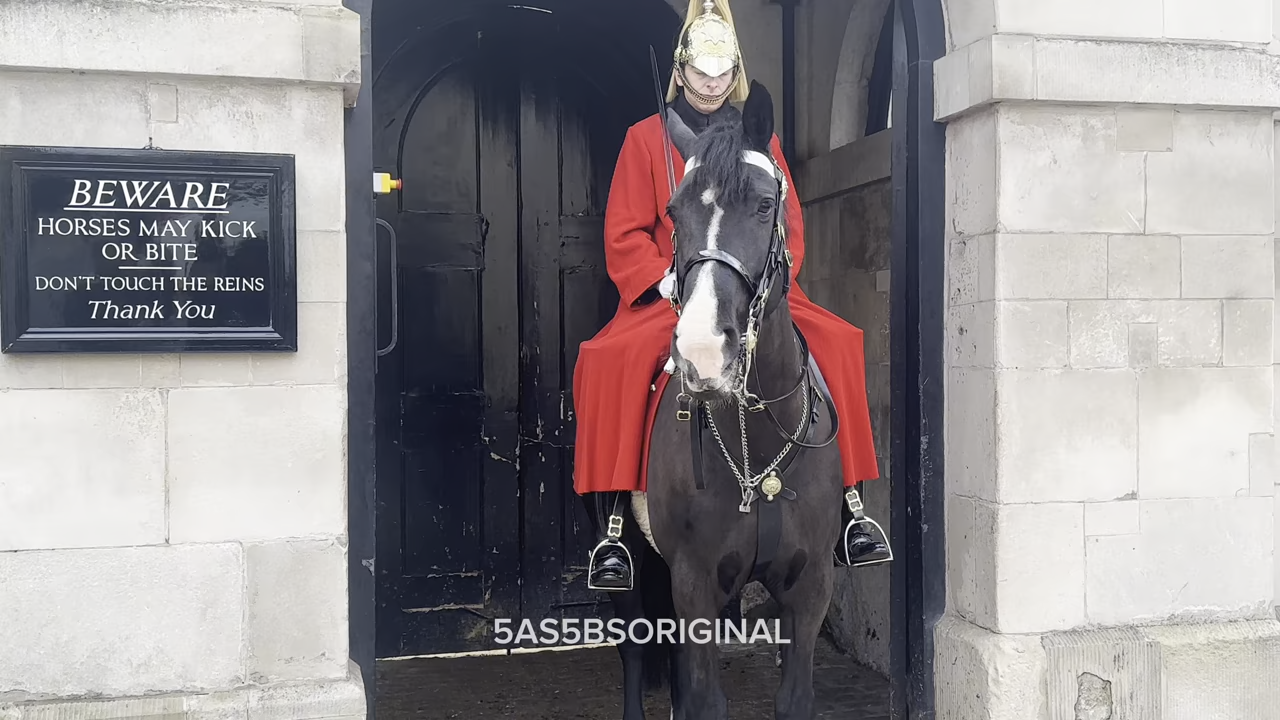 BEWARE
HORSES MAY KICK
OR BITE
DON'T TOUCH THE REINS
Thank You
5AS5BSORIGINAL